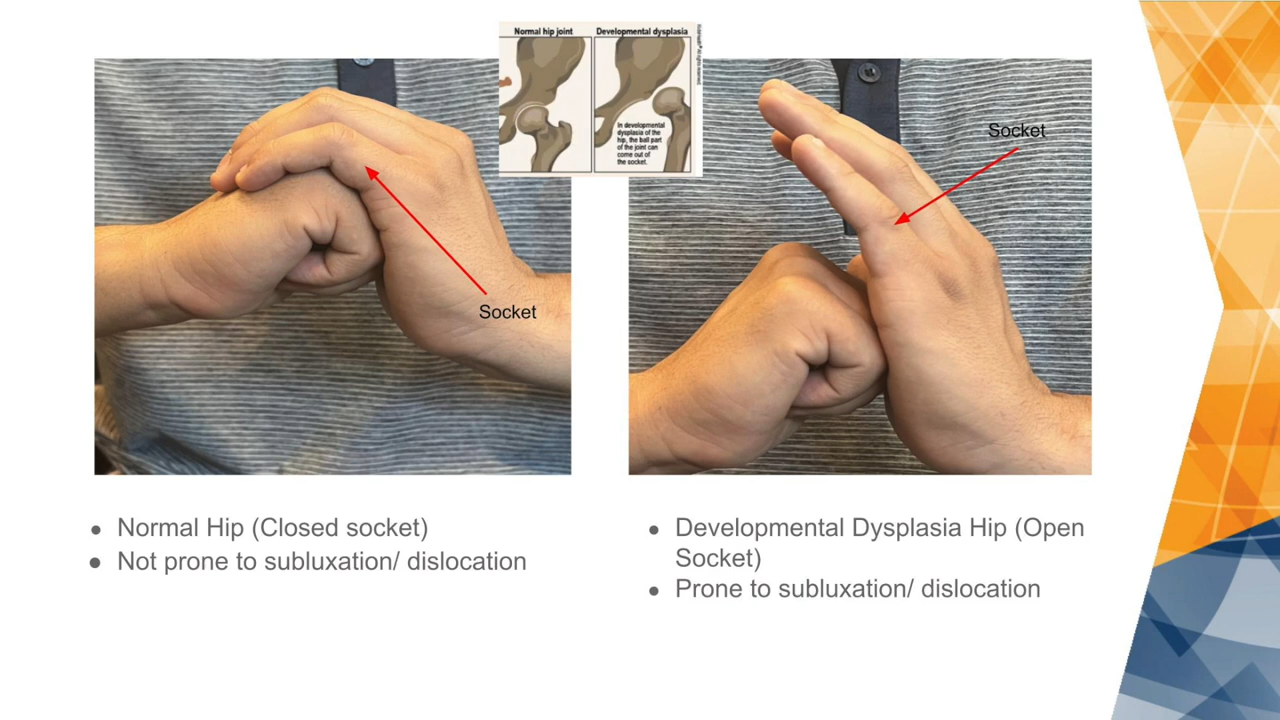 Normal hip joint
Developmental dysplasia
In developmental
dysplasia of the
hip, the ball part
of the joint can
come out of
the socket.
Socket
Socket
● Normal Hip (Closed socket)
● Not prone to subluxation/ dislocation
● Developmental Dysplasia Hip (Open
Socket)
● Prone to subluxation/ dislocation